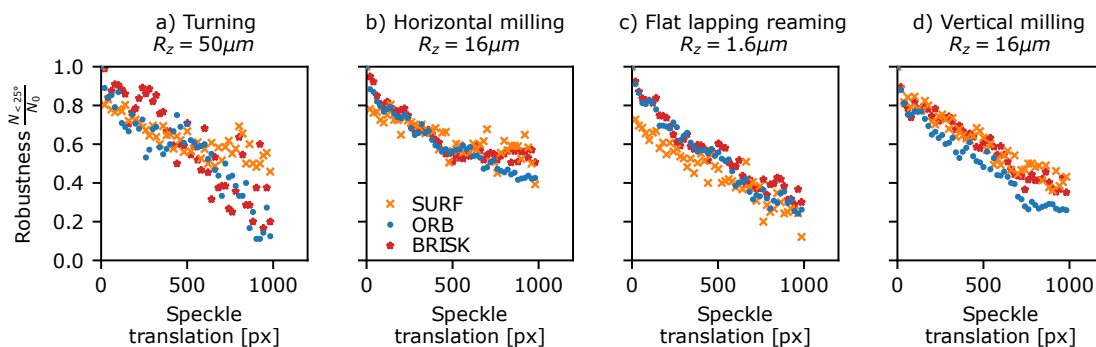 a) Turning
R_z = 50μm
b) Horizontal milling
R_z = 16μm
c) Flat lapping reaming
R_z = 1.6μm
d) Vertical milling
R_z = 16μm
Robustness N_{<25°}/N_0
1.0
0.8
0.6
0.4
0.2
0.0
SURF
ORB
BRISK
0 500 1000
0 500 1000
0 500 1000
0 500 1000
Speckle
translation [px]
Speckle
translation [px]
Speckle
translation [px]
Speckle
translation [px]